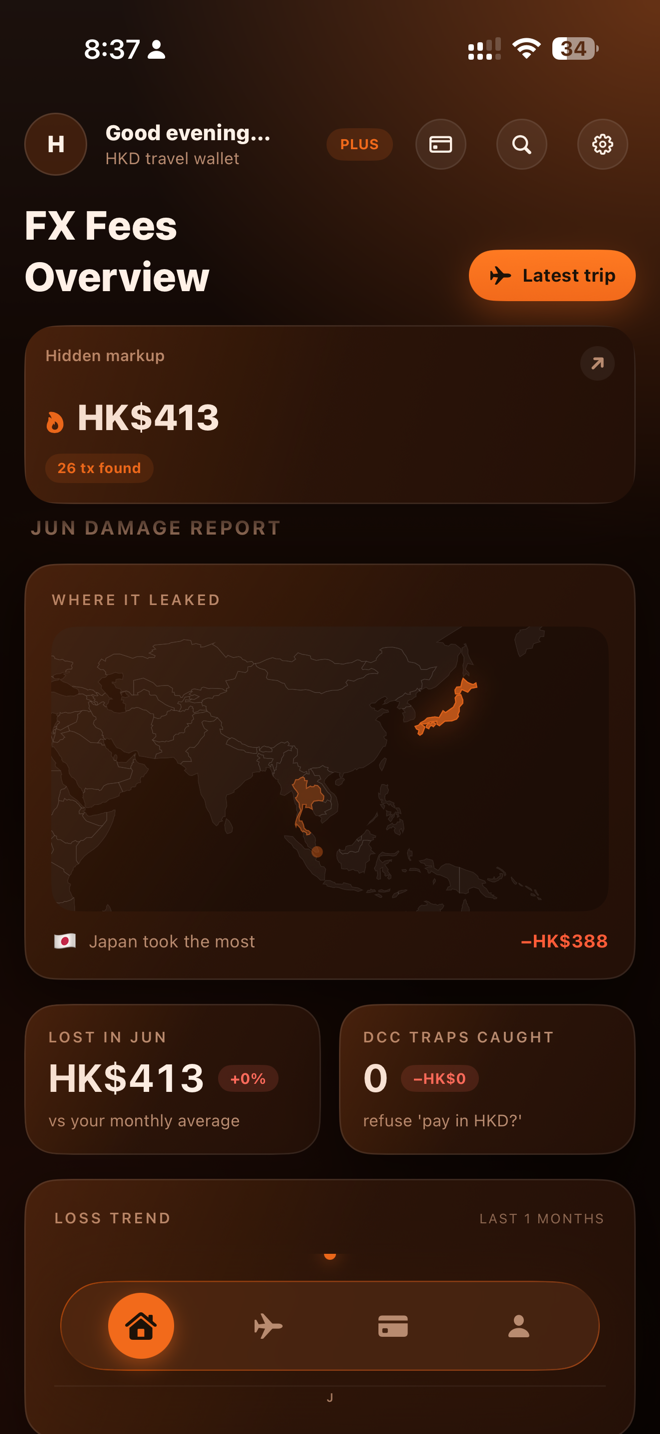 8:37
34
H
Good evening...
HKD travel wallet
PLUS
FX Fees
Overview
Latest trip
Hidden markup
HK$413
26 tx found
JUN DAMAGE REPORT
WHERE IT LEAKED
Japan took the most
–HK$388
LOST IN JUN
HK$413
+0%
vs your monthly average
DCC TRAPS CAUGHT
0
–HK$0
refuse 'pay in HKD?'
LOSS TREND
LAST 1 MONTHS
J